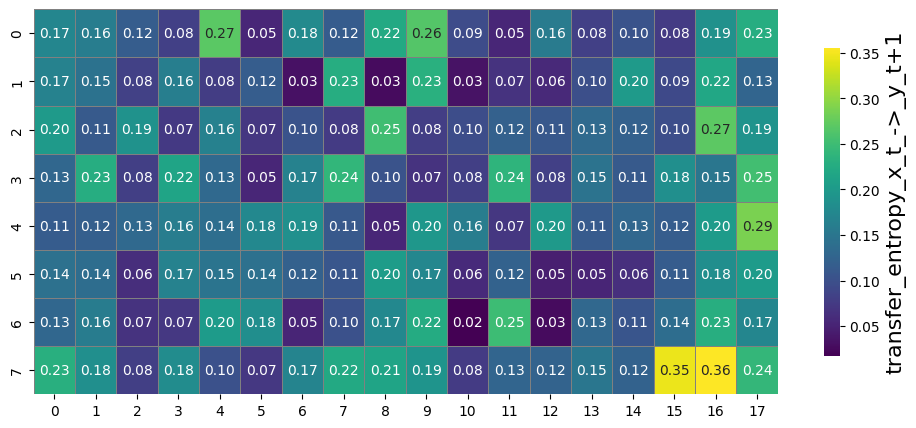 0 0.17 0.16 0.12 0.08 0.27 0.05 0.18 0.12 0.22 0.26 0.09 0.05 0.16 0.08 0.10 0.08 0.19 0.23
1 0.17 0.15 0.08 0.16 0.08 0.12 0.03 0.23 0.03 0.23 0.03 0.07 0.06 0.10 0.20 0.09 0.22 0.13
2 0.20 0.11 0.19 0.07 0.16 0.07 0.10 0.08 0.25 0.08 0.10 0.12 0.11 0.13 0.12 0.10 0.27 0.19
3 0.13 0.23 0.08 0.22 0.13 0.05 0.17 0.24 0.10 0.07 0.08 0.24 0.08 0.15 0.11 0.18 0.15 0.25
4 0.11 0.12 0.13 0.16 0.14 0.18 0.19 0.11 0.05 0.20 0.16 0.07 0.20 0.11 0.13 0.12 0.20 0.29
5 0.14 0.14 0.06 0.17 0.15 0.14 0.12 0.11 0.20 0.17 0.06 0.12 0.05 0.05 0.06 0.11 0.18 0.20
6 0.13 0.16 0.07 0.07 0.20 0.18 0.05 0.10 0.17 0.22 0.02 0.25 0.03 0.13 0.11 0.14 0.23 0.17
7 0.23 0.18 0.08 0.18 0.10 0.07 0.17 0.22 0.21 0.19 0.08 0.13 0.12 0.15 0.12 0.35 0.36 0.24
0 1 2 3 4 5 6 7 8 9 10 11 12 13 14 15 16 17
0.35
0.30
0.25
0.20
0.15
0.10
0.05
transfer_entropy_x_t_->_y_t+1